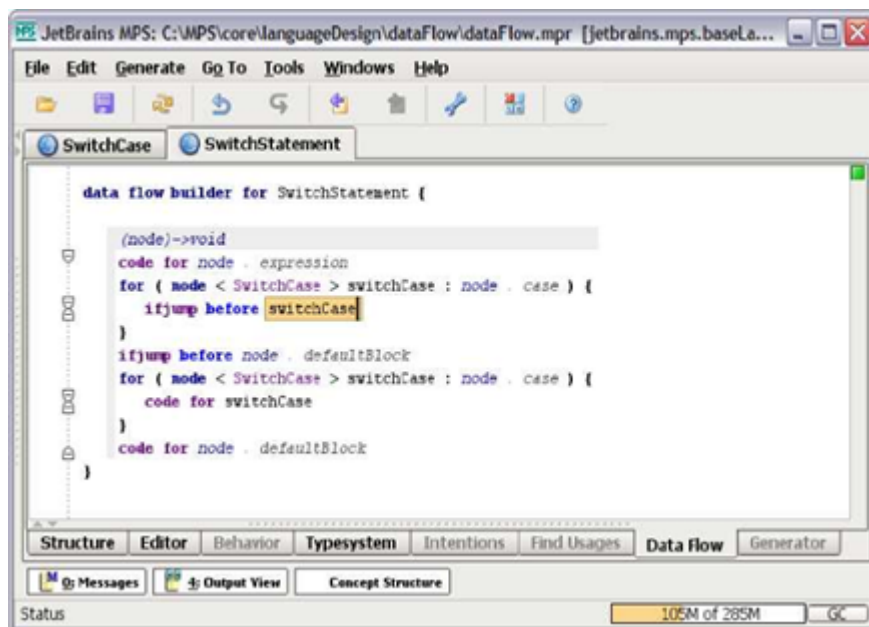 JetBrains MPS: C:\MPS\core\languageDesign\dataFlow\dataFlow.mpr [jetbrains.mps.baseLa...
File Edit Generate Go To Tools Windows Help
SwitchCase SwitchStatement
data flow builder for SwitchStatement {
(node)->void
code for node . expression
for ( node < SwitchCase > switchCase : node . case ) {
ifjump before switchCase
}
ifjump before node . defaultBlock
for ( node < SwitchCase > switchCase : node . case ) {
code for switchCase
}
code for node . defaultBlock
}
Structure Editor Behavior Typesystem Intentions Find Usages Data Flow Generator
0: Messages 4: Output View Concept Structure
Status 105M of 285M GC